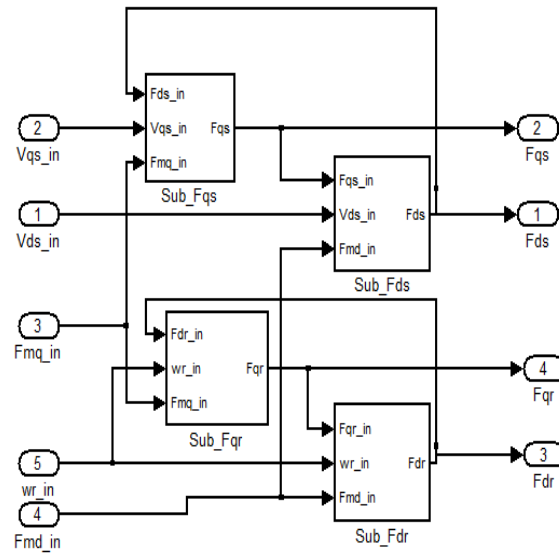 Fds_in
2
Vqs_in
Fqs
2
Vqs_in
Fmq_in
Fqs
Sub_Fqs
Fqs_in
1
Vds_in
Fds
1
Vds_in
Fmd_in
Fds
Sub_Fds
3
Fdr_in
Fmq_in
wr_in
Fqr
4
Fmq_in
Fqr
Sub_Fqr
Fqr_in
5
wr_in
Fdr
3
wr_in
Fdr
4
Fmd_in
Fmd_in
Sub_Fdr